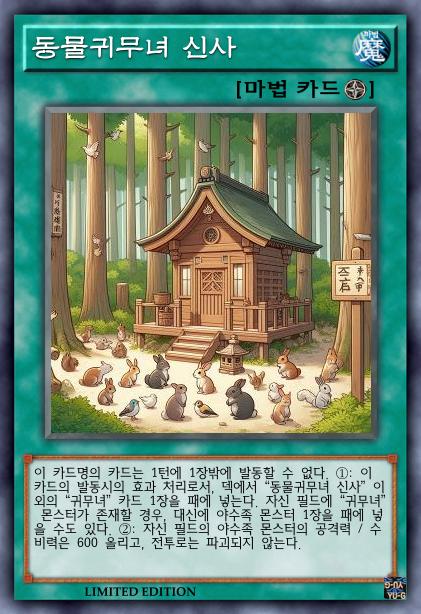 동물귀무녀 신사
마법
魔
[마법 카드]
이 카드명의 카드는 1턴에 1장밖에 발동할 수 없다. ①: 이
카드의 발동시의 효과 처리로서, 덱에서 “동물귀무녀 신사” 이
외의 “귀무녀” 카드 1장을 패에 넣는다. 자신 필드에 “귀무녀”
몬스터가 존재할 경우, 대신에 야수족 몬스터 1장을 패에 넣
을 수도 있다. ②: 자신 필드의 야수족 몬스터의 공격력 / 수
비력은 600 올리고, 전투로는 파괴되지 않는다.
LIMITED EDITION